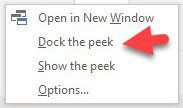 Open in New Window
Dock the peek
Show the peek
Options...